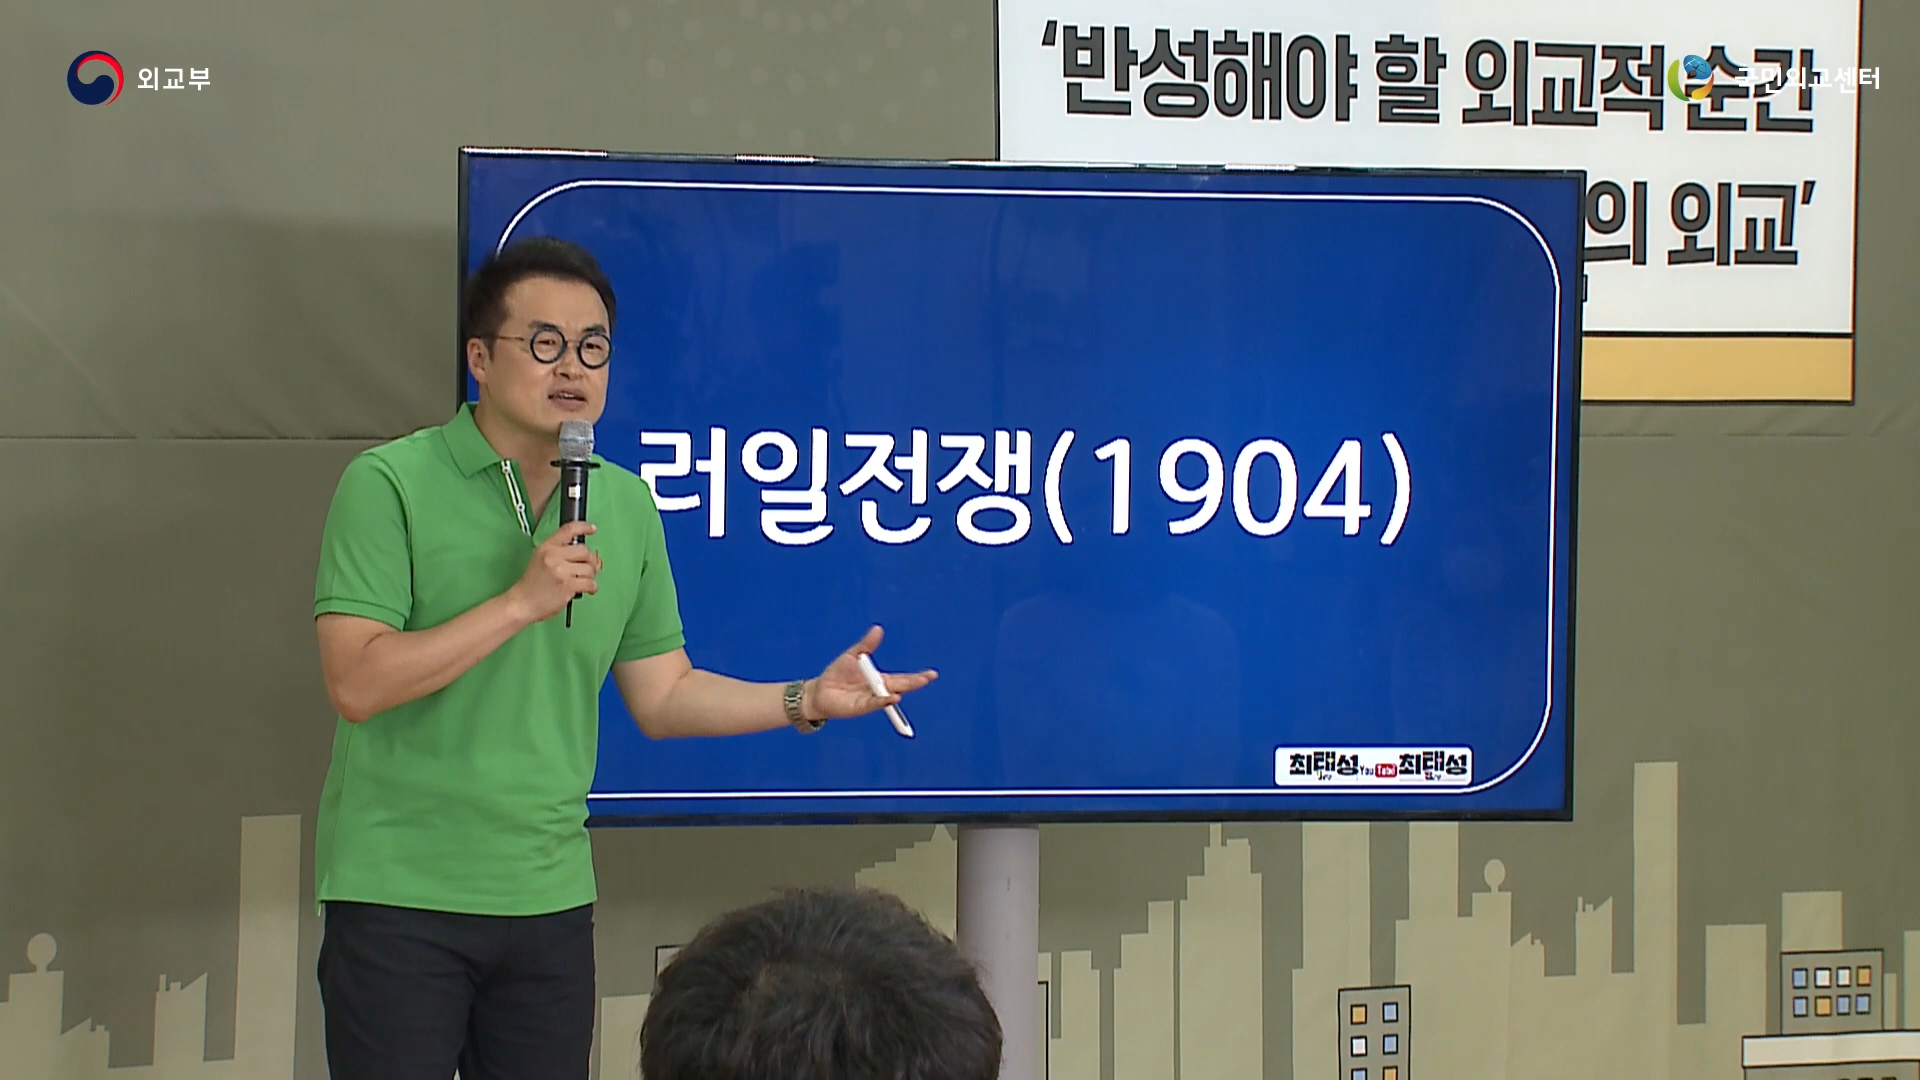 외교부
‘반성해야 할 외교적 순간
국민외교센터
의 외교’
러일전쟁(1904)
최태성 YouTube 최태성